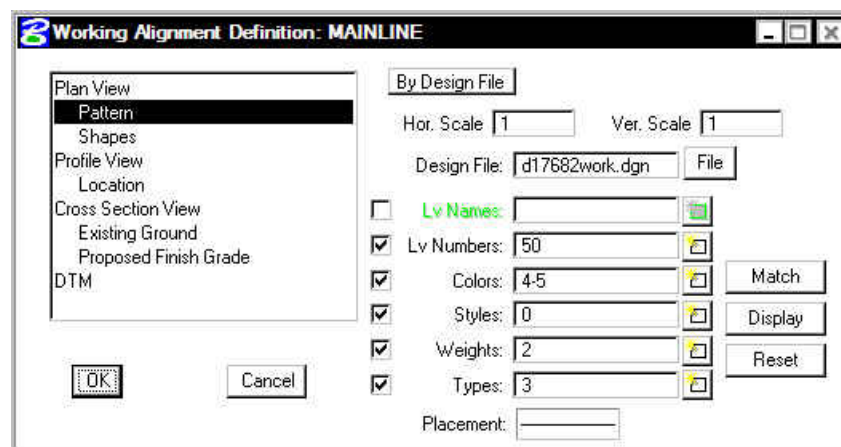 Working Alignment Definition: MAINLINE
Plan View
Pattern
Shapes
Profile View
Location
Cross Section View
Existing Ground
Proposed Finish Grade
DTM
OK
Cancel
By Design File
Hor. Scale 1 Ver. Scale 1
Design File: d17682work.dgn File
Lv Names:
Lv Numbers: 50
Colors: 4-5
Styles: 0
Weights: 2
Types: 3
Match
Display
Reset
Placement: